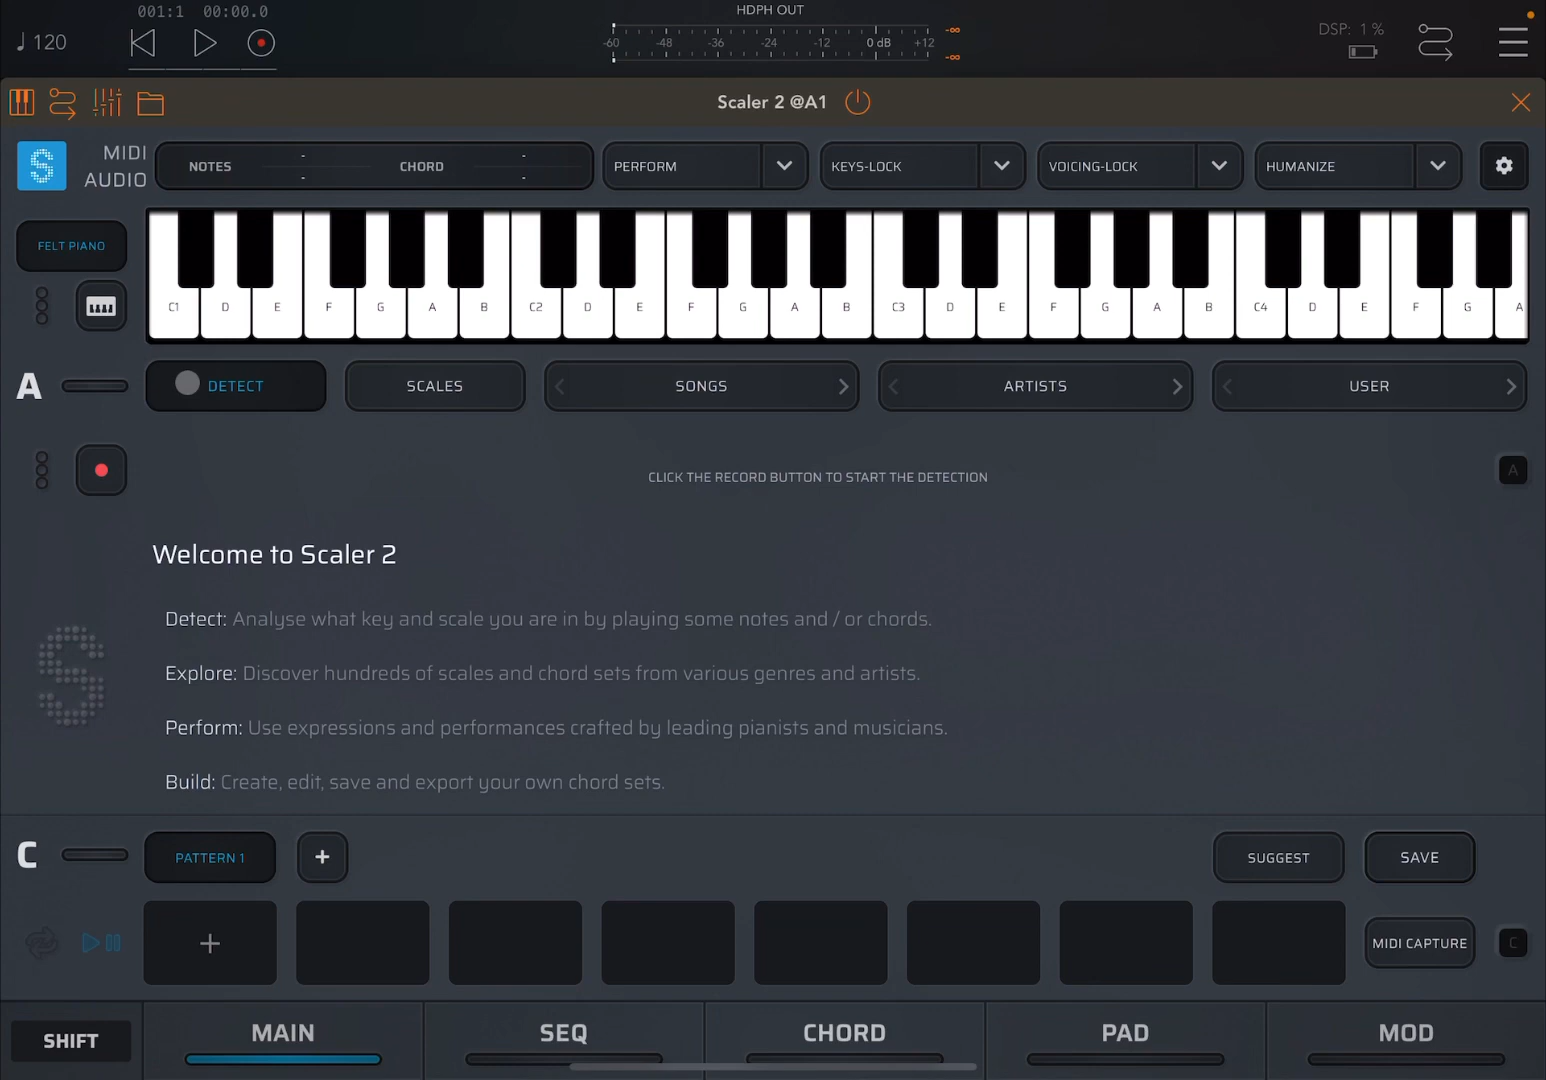 001:1 00:00.0
HDPH OUT
♩ 120
-60 -48 -36 -24 -12 0 dB +12
-∞
-∞
DSP: 1 %
Scaler 2 @A1
S
MIDI
AUDIO
NOTES - - CHORD - -
PERFORM
KEYS-LOCK
VOICING-LOCK
HUMANIZE
FELT PIANO
C1 D E F G A B C2 D E F G A B C3 D E F G A B C4 D E F G A
A
DETECT
SCALES
SONGS
ARTISTS
USER
CLICK THE RECORD BUTTON TO START THE DETECTION
A
Welcome to Scaler 2
Detect: Analyse what key and scale you are in by playing some notes and / or chords.
Explore: Discover hundreds of scales and chord sets from various genres and artists.
Perform: Use expressions and performances crafted by leading pianists and musicians.
Build: Create, edit, save and export your own chord sets.
S
C
PATTERN 1
+
SUGGEST
SAVE
+
MIDI CAPTURE
C
SHIFT
MAIN
SEQ
CHORD
PAD
MOD